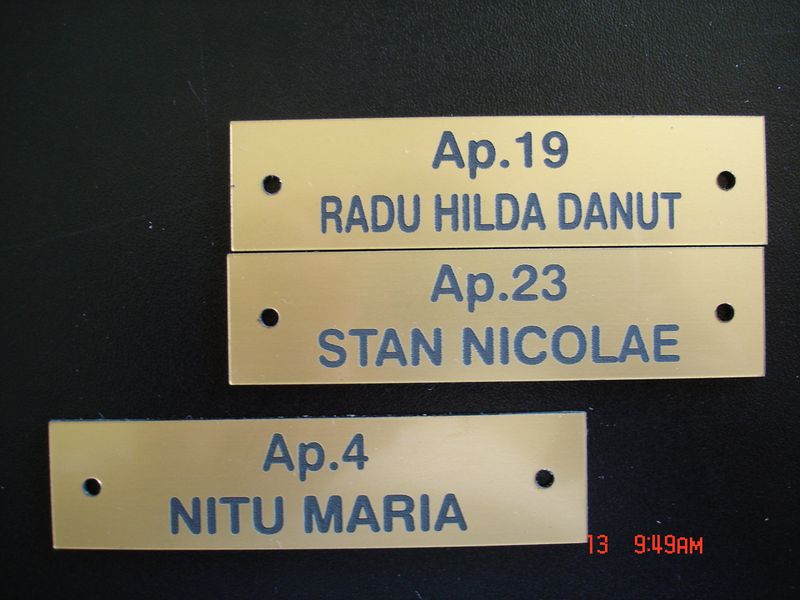 Ap.19
RADU HILDA DANUT
Ap.23
STAN NICOLAE
Ap.4
NITU MARIA
13 9:49AM